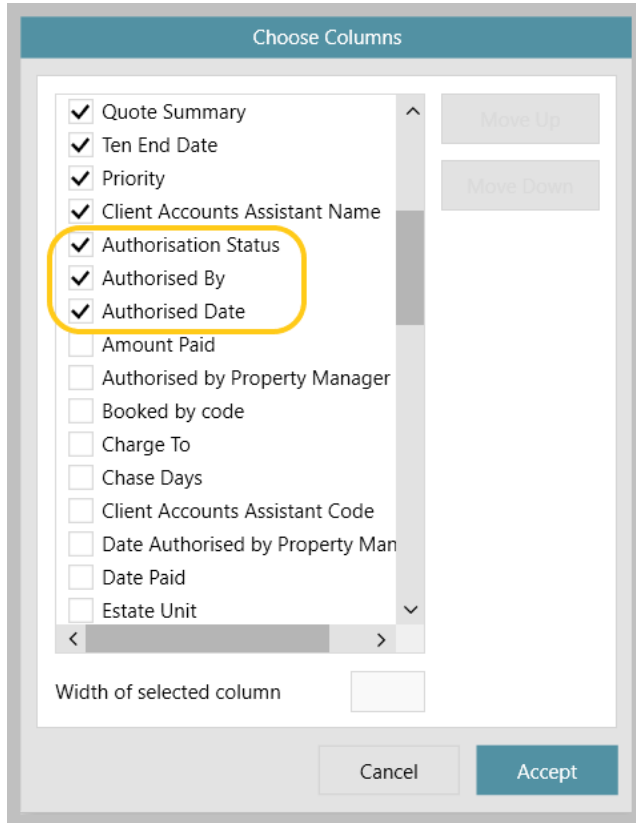 Choose Columns
Quote Summary
Move Up
Ten End Date
Priority
Move Down
Client Accounts Assistant Name
Authorisation Status
Authorised By
Authorised Date
Amount Paid
Authorised by Property Manager
Booked by code
Charge To
Chase Days
Client Accounts Assistant Code
Date Authorised by Property Man
Date Paid
Estate Unit
Width of selected column
Cancel
Accept